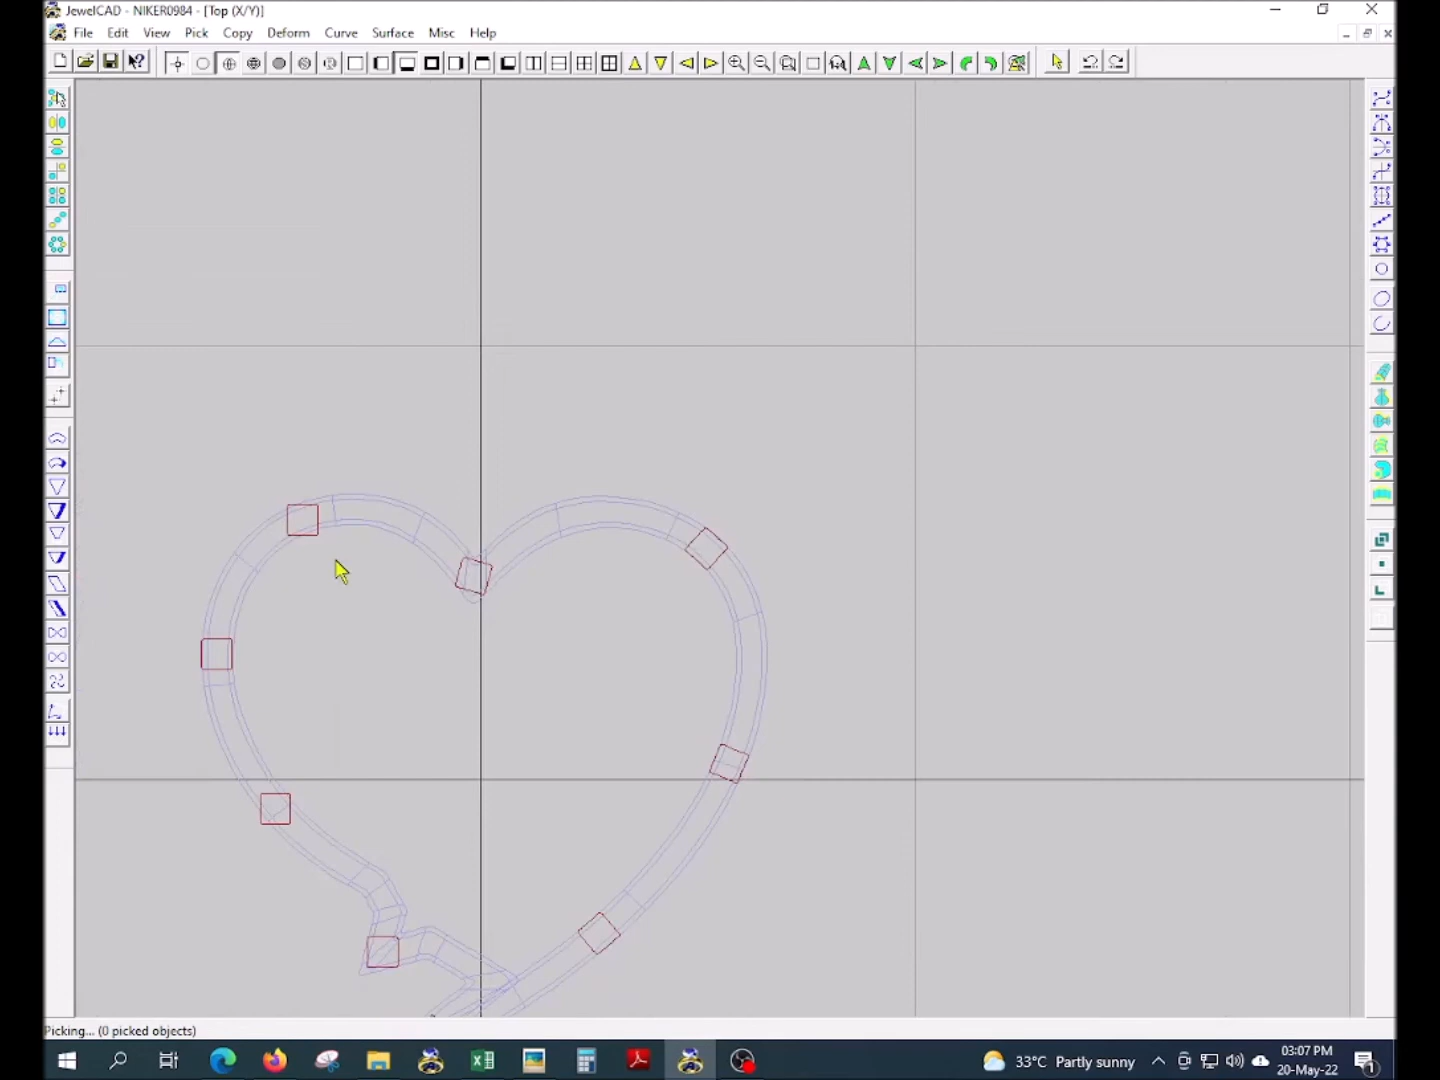 JewelCAD - NIKER0984 - [Top (X/Y)]
File Edit View Pick Copy Deform Curve Surface Misc Help
Picking... (0 picked objects)
33°C Partly sunny
03:07 PM
20-May-22
1